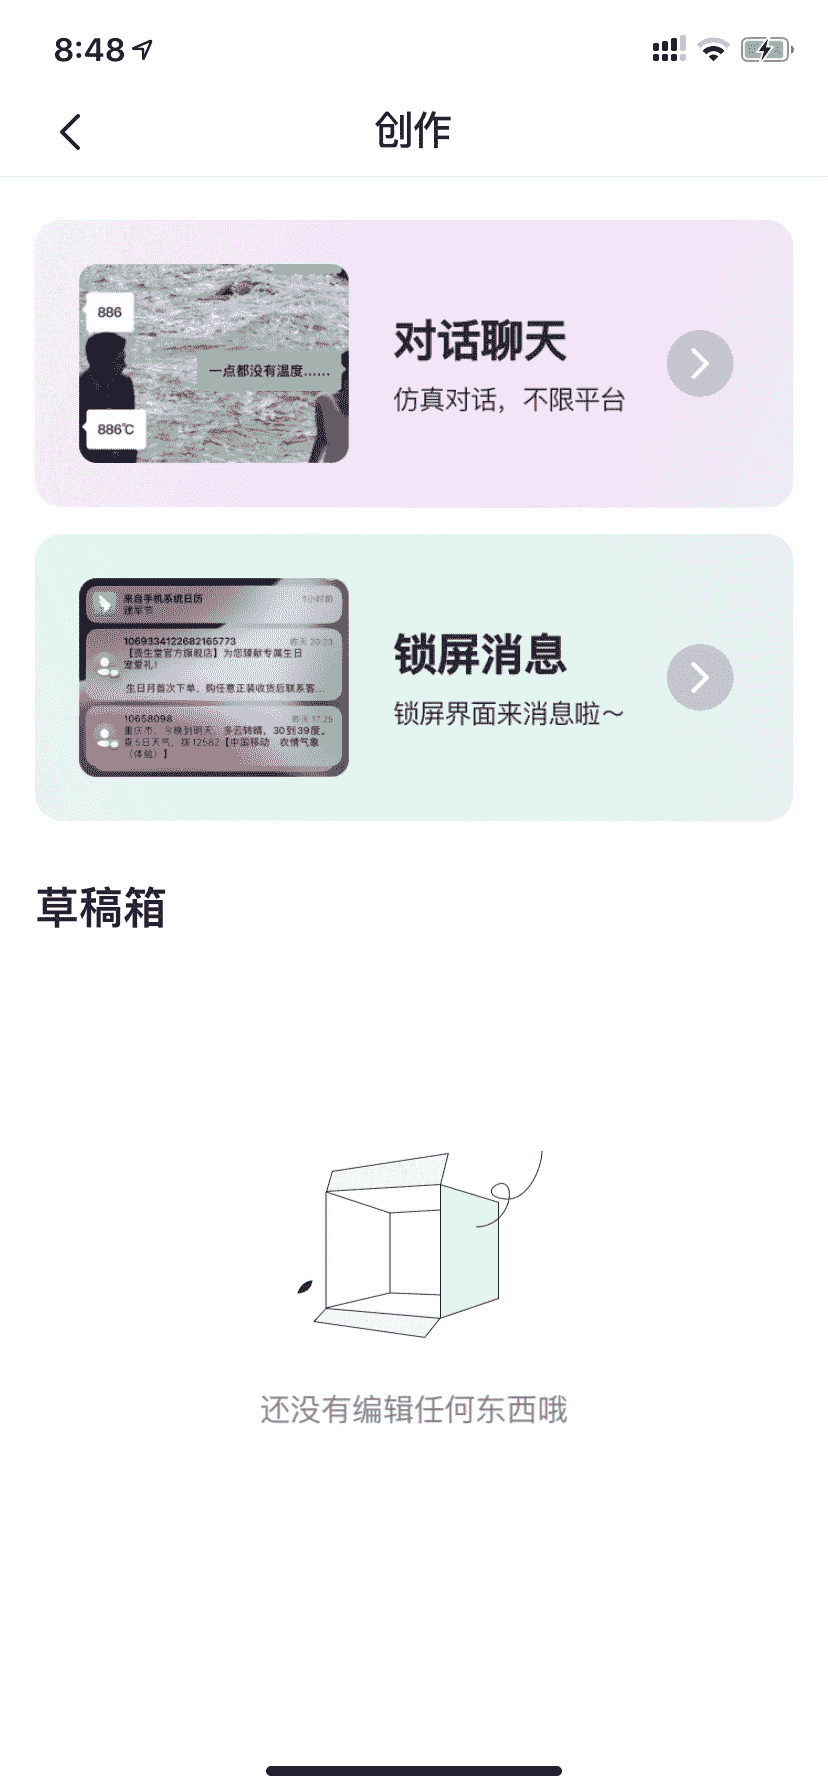 8:48
创作
886
一点都没有温度……
886℃
对话聊天
仿真对话，不限平台
来自手机系统日历
1小时前
建军节
1069334122682165773
昨天 20:23
【资生堂官方旗舰店】为您臻献专属生日
宠爱礼！
生日月首次下单，购任意正装收货后联系客...
10658098
昨天 17:25
重庆市，今晚到明天，多云转晴，30到39度。
查5日天气，拨12582【中国移动 农情气象
（体验）】
锁屏消息
锁屏界面来消息啦～
草稿箱
还没有编辑任何东西哦